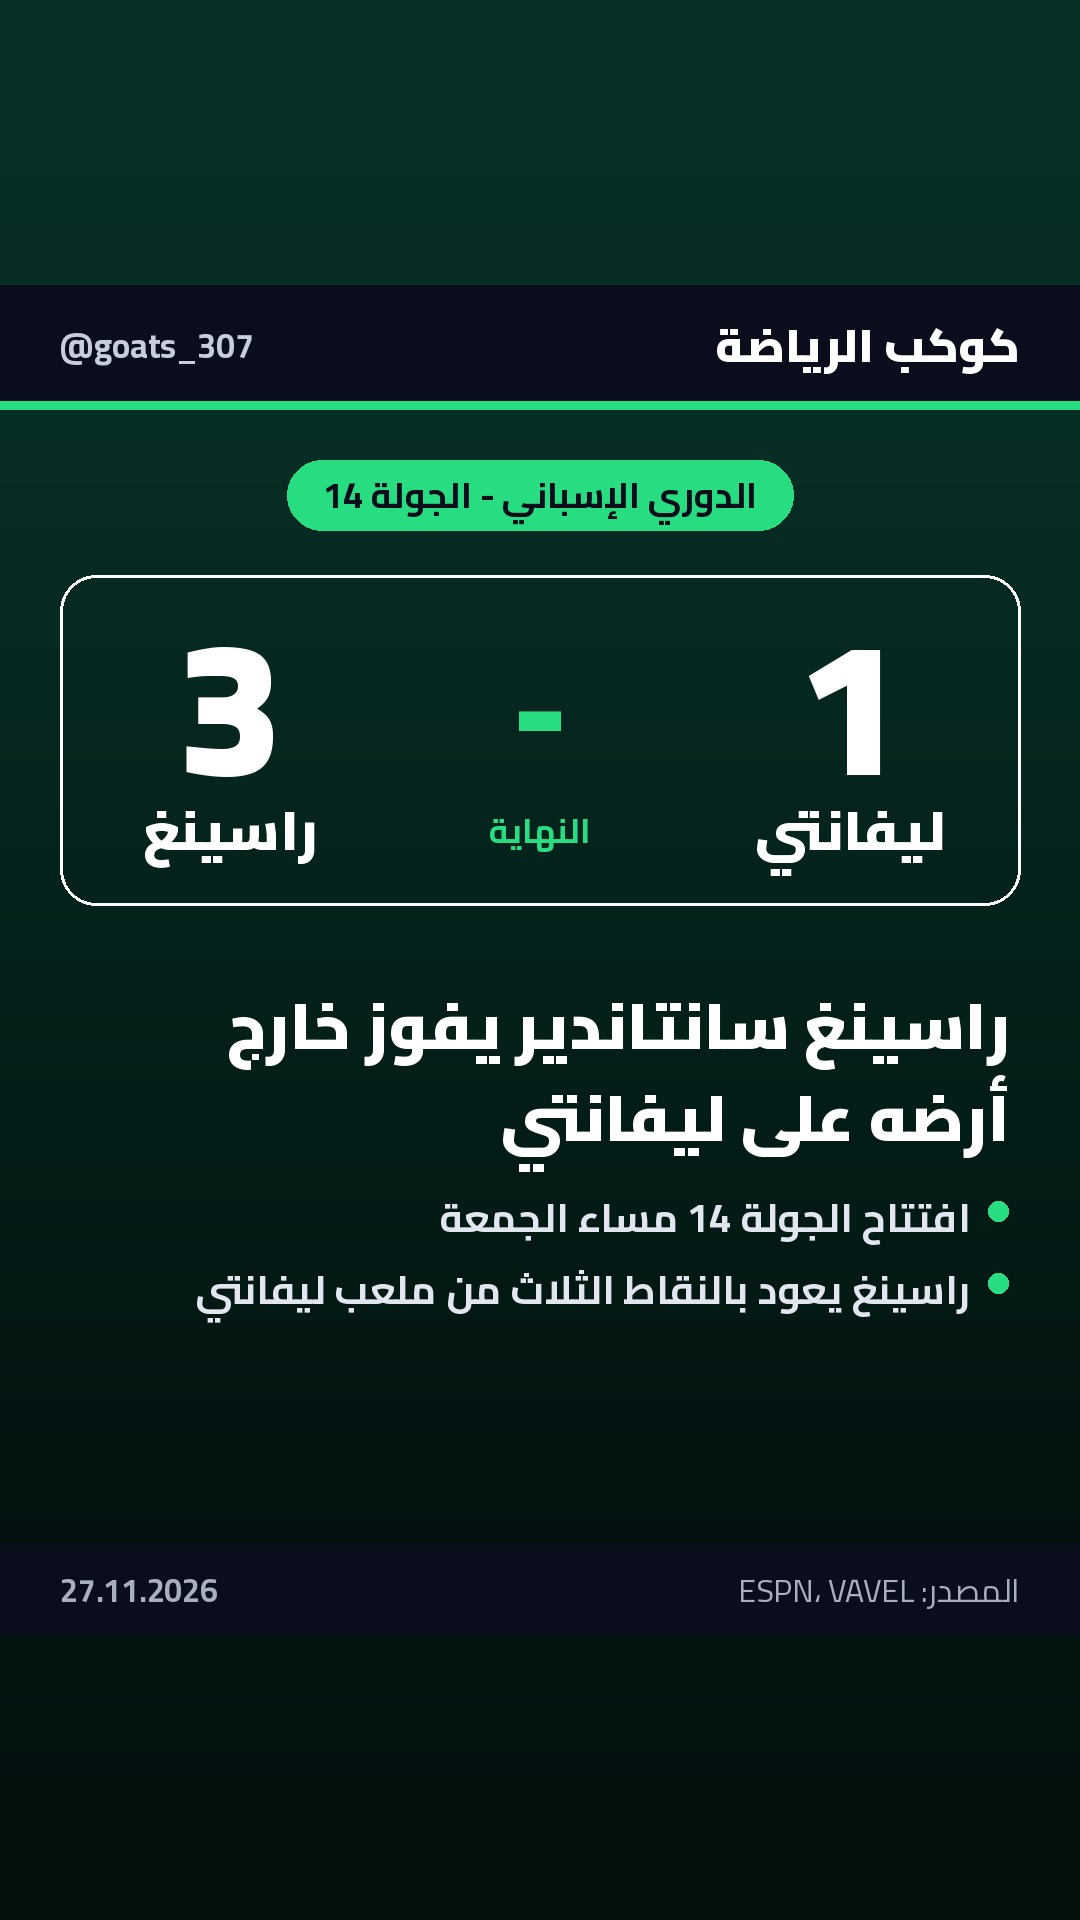 كوكب الرياضة
@goats_307
الدوري الإسباني - الجولة 14
1 - 3
ليفانتي النهاية راسينغ
راسينغ سانتاندير يفوز خارج
أرضه على ليفانتي
افتتاح الجولة 14 مساء الجمعة
راسينغ يعود بالنقاط الثلاث من ملعب ليفانتي
المصدر: ESPN، VAVEL
27.11.2026